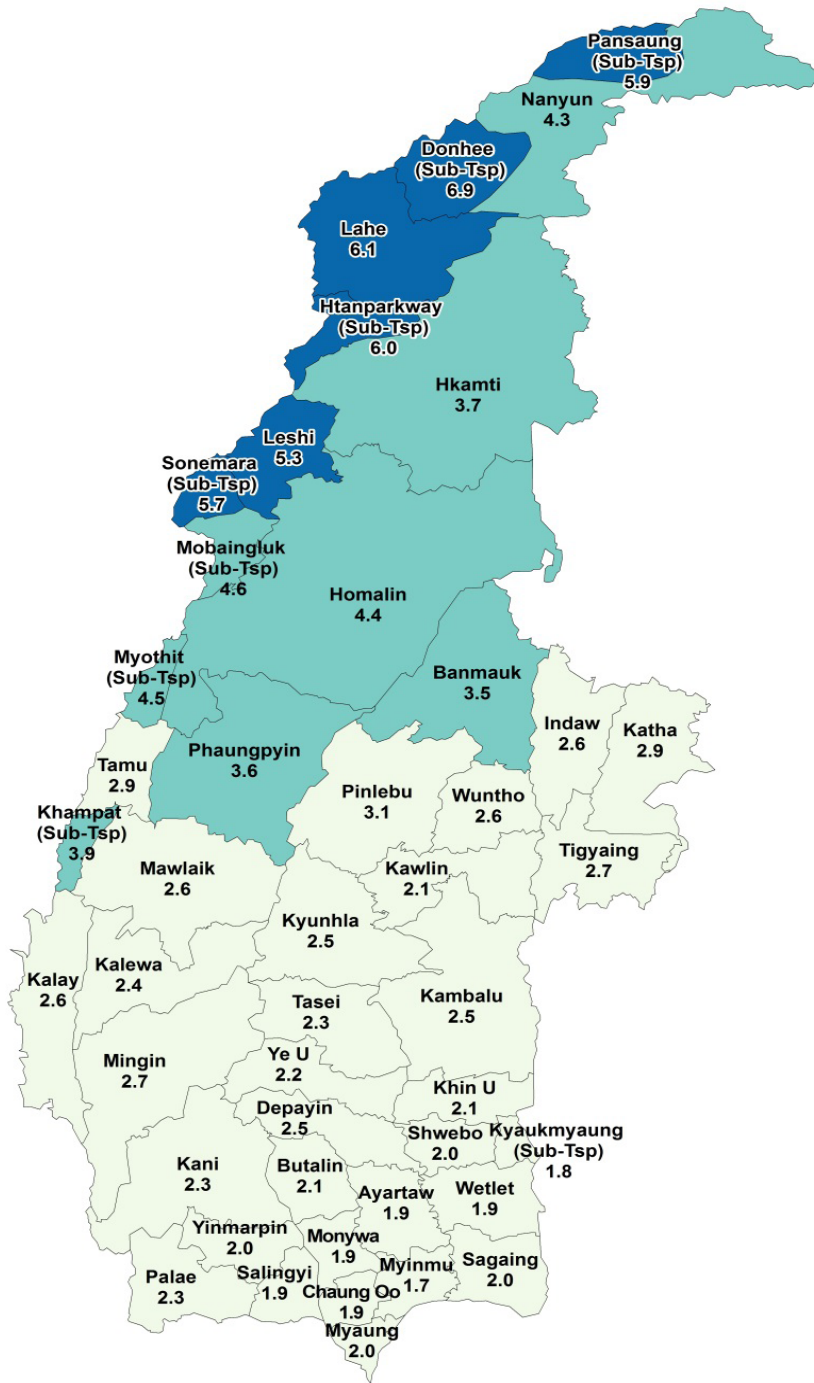 Pansaung
(Sub-Tsp)
5.9
Nanyun
4.3
Donhee
(Sub-Tsp)
6.9
Lahe
6.1
Htanparkway
(Sub-Tsp)
6.0
Hkamti
3.7
Leshi
5.3
Sonemara
(Sub-Tsp)
5.7
Mobaingluk
(Sub-Tsp)
4.6
Homalin
4.4
Myothit
(Sub-Tsp)
4.5
Banmauk
3.5
Indaw
2.6
Katha
2.9
Phaungpyin
3.6
Tamu
2.9
Pinlebu
3.1
Wuntho
2.6
Khampat
(Sub-Tsp)
3.9
Mawlaik
2.6
Kawlin
2.1
Tigyaing
2.7
Kyunhla
2.5
Kalay
2.6
Kalewa
2.4
Tasei
2.3
Kambalu
2.5
Mingin
2.7
Ye U
2.2
Khin U
2.1
Depayin
2.5
Shwebo
2.0
Kyaukmyaung
(Sub-Tsp)
1.8
Kani
2.3
Butalin
2.1
Ayartaw
1.9
Wetlet
1.9
Yinmarpin
2.0
Monywa
1.9
Myinmu
1.7
Sagaing
2.0
Palae
2.3
Salingyi
1.9
Chaung Oo
1.9
Myaung
2.0